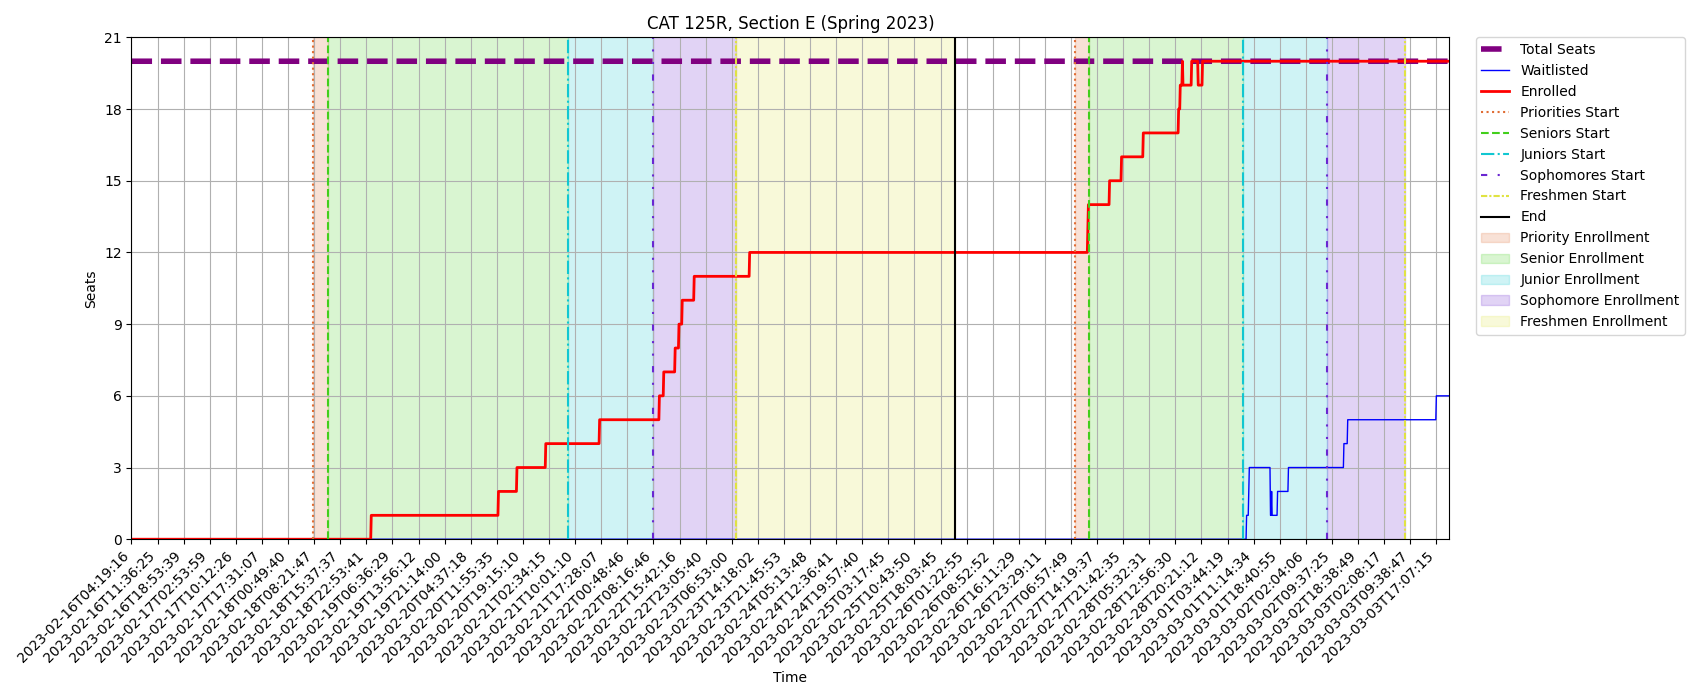 CAT 125R, Section E (Spring 2023)
21
18
15
12
9
6
3
0
Seats
2023-02-16T04:19:16
2023-02-16T11:36:25
2023-02-16T18:53:39
2023-02-17T02:53:59
2023-02-17T10:12:26
2023-02-17T17:31:07
2023-02-18T00:49:40
2023-02-18T08:21:47
2023-02-18T15:37:37
2023-02-18T22:53:41
2023-02-19T06:36:29
2023-02-19T13:56:12
2023-02-19T21:14:00
2023-02-20T04:37:18
2023-02-20T11:55:35
2023-02-20T19:15:10
2023-02-21T02:34:15
2023-02-21T10:01:10
2023-02-21T17:28:07
2023-02-22T00:48:46
2023-02-22T08:16:46
2023-02-22T15:42:16
2023-02-22T23:05:40
2023-02-23T06:53:00
2023-02-23T14:18:02
2023-02-23T21:45:53
2023-02-24T05:13:48
2023-02-24T12:36:41
2023-02-24T19:57:40
2023-02-25T03:17:45
2023-02-25T10:43:50
2023-02-25T18:03:45
2023-02-26T01:22:55
2023-02-26T08:52:52
2023-02-26T16:11:29
2023-02-26T23:29:11
2023-02-27T06:57:49
2023-02-27T14:19:37
2023-02-27T21:42:35
2023-02-28T05:32:31
2023-02-28T12:56:30
2023-02-28T20:21:12
2023-03-01T03:44:19
2023-03-01T11:14:34
2023-03-01T18:40:55
2023-03-02T02:04:06
2023-03-02T09:37:25
2023-03-02T18:38:49
2023-03-03T02:08:17
2023-03-03T09:38:47
2023-03-03T17:07:15
Time
Total Seats
Waitlisted
Enrolled
Priorities Start
Seniors Start
Juniors Start
Sophomores Start
Freshmen Start
End
Priority Enrollment
Senior Enrollment
Junior Enrollment
Sophomore Enrollment
Freshmen Enrollment